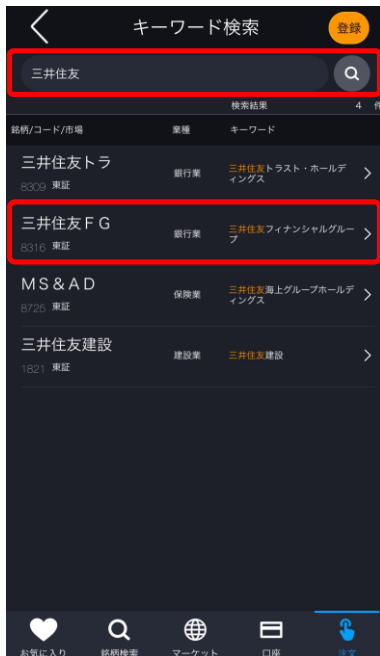 キーワード検索 登録
三井住友
検索結果 4 件
銘柄/コード/市場 業種 キーワード
三井住友トラ
8309 東証
銀行業
三井住友トラスト・ホールデ
ィングス
三井住友ＦＧ
8316 東証
銀行業
三井住友フィナンシャルグルー
プ
ＭＳ＆ＡＤ
8725 東証
保険業
三井住友海上グループホールデ
ィングス
三井住友建設
1821 東証
建設業
三井住友建設
お気に入り 銘柄検索 マーケット 口座 注文